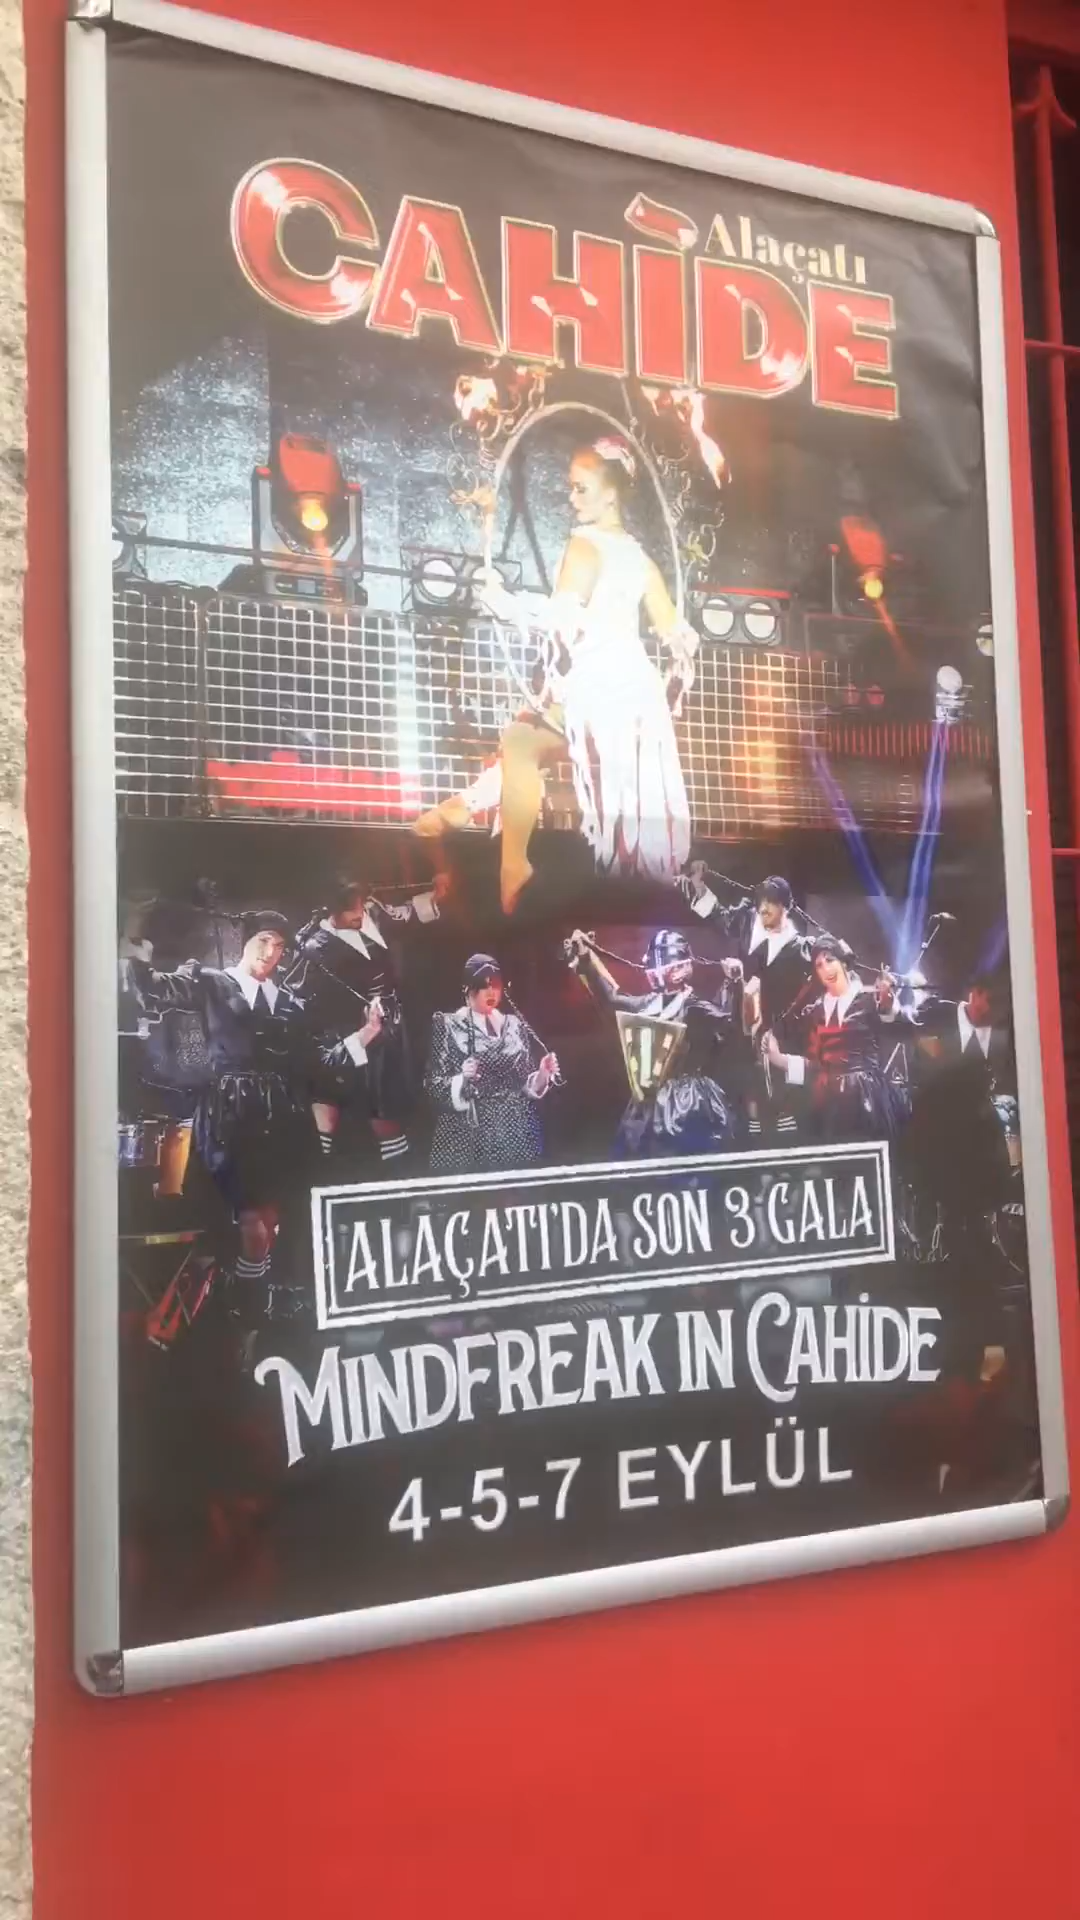 CAHİDE
Alaçatı
ALAÇATI'DA SON 3 GALA
MINDFREAK IN CAHİDE
4-5-7 EYLÜL